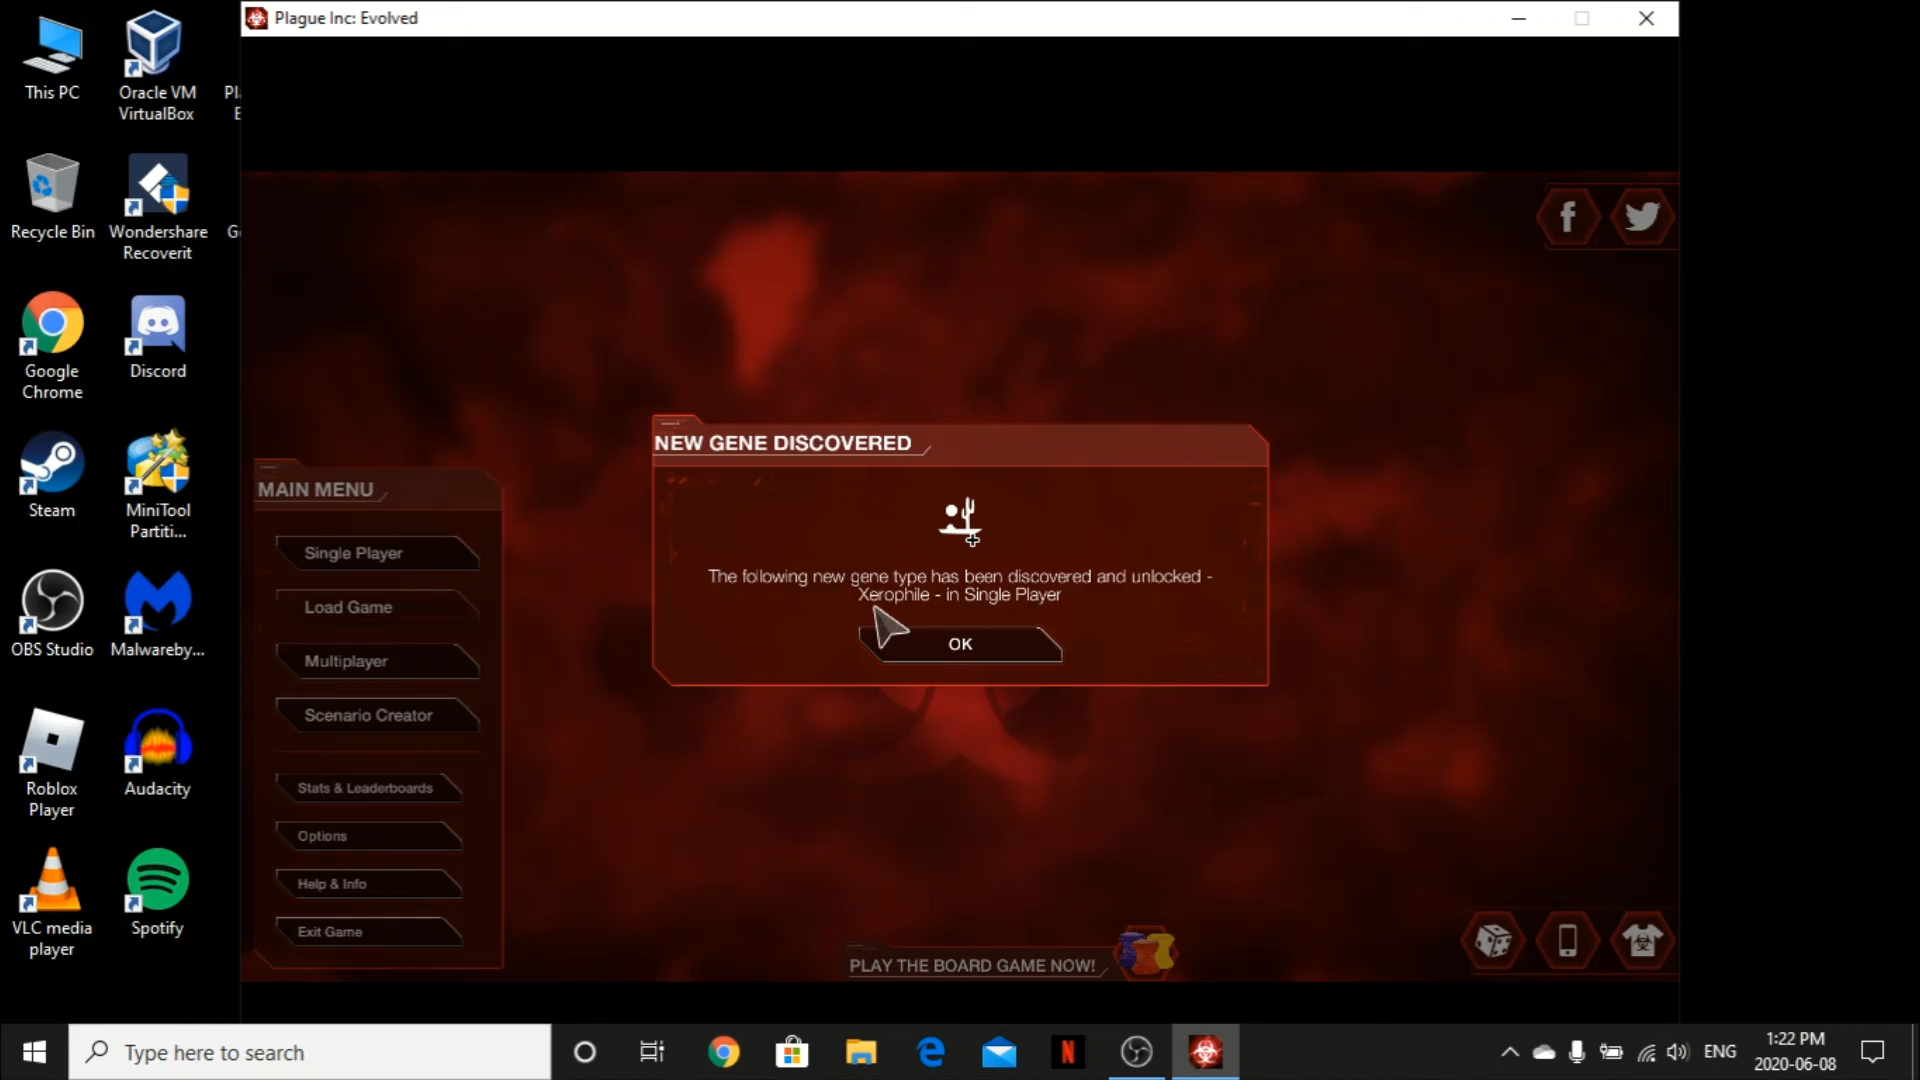 Plague Inc: Evolved
This PC
Oracle VM
VirtualBox
Recycle Bin
Wondershare
Recoverit
Google
Chrome
Discord
Steam
MiniTool
Partiti...
OBS Studio
Malwareby...
Roblox
Player
Audacity
VLC media
player
Spotify
MAIN MENU
Single Player
Load Game
Multiplayer
Scenario Creator
Stats & Leaderboards
Options
Help & Info
Exit Game
NEW GENE DISCOVERED
The following new gene type has been discovered and unlocked -
Xerophile - in Single Player
OK
PLAY THE BOARD GAME NOW!
Type here to search
ENG
1:22 PM
2020-06-08